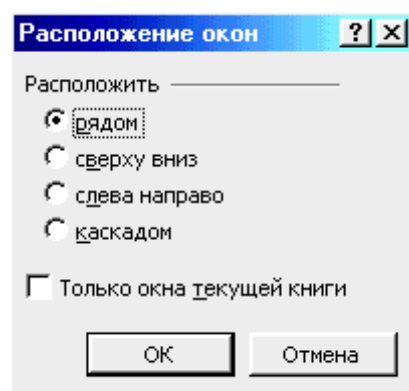 Расположение окон
Расположить
рядом
сверху вниз
слева направо
каскадом
Только окна текущей книги
ОК Отмена